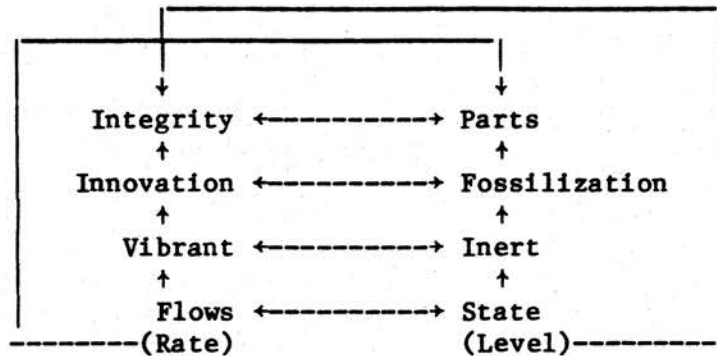 Integrity ←----------→ Parts
Innovation ←----------→ Fossilization
Vibrant ←----------→ Inert
Flows ←----------→ State
(Rate) (Level)